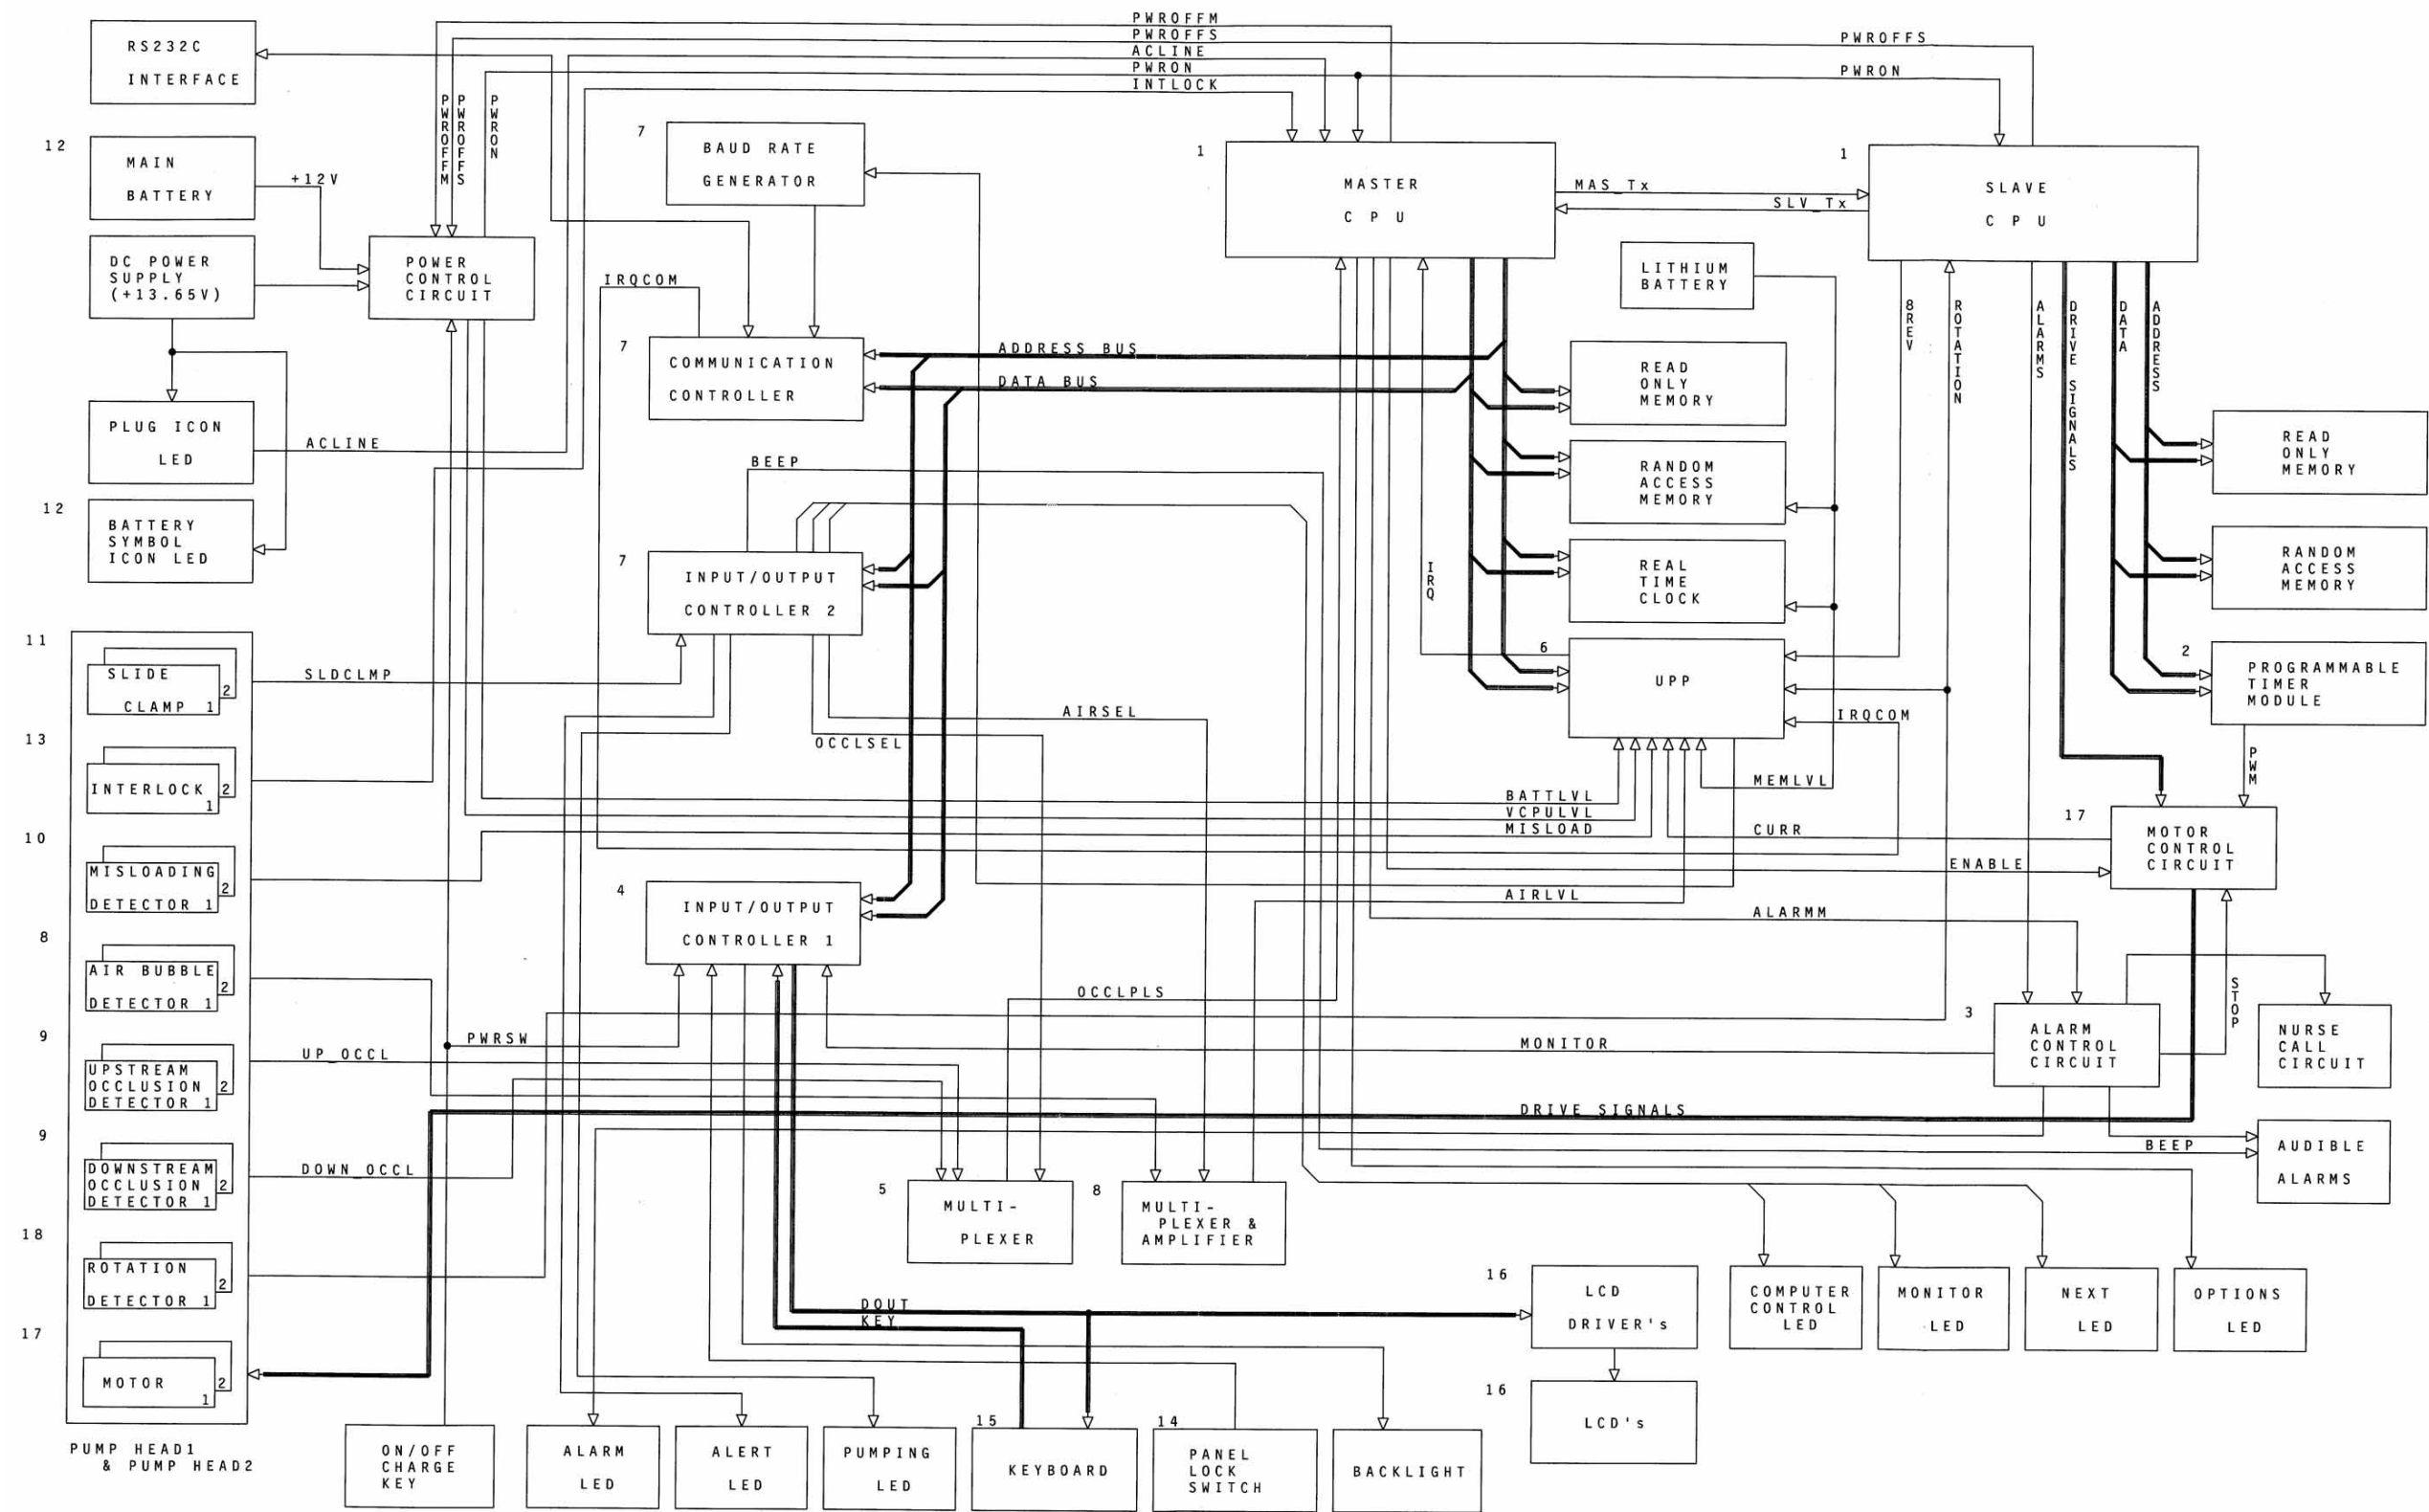 PWROFFM
PWROFFS
ACLINE
PWRON
INTLOCK
PWROFFS
PWRON
RS232C
INTERFACE
PWROFFM
PWROFFS
PWRON
12
MAIN
BATTERY
+12V
7
BAUD RATE
GENERATOR
1
MASTER
CPU
MAS_Tx
SLV_Tx
1
SLAVE
CPU
DC POWER
SUPPLY
(+13.65V)
POWER
CONTROL
CIRCUIT
IRQCOM
LITHIUM
BATTERY
8REV
ROTATION
ALARMS
DRIVE SIGNALS
DATA
ADDRESS
7
COMMUNICATION
CONTROLLER
ADDRESS BUS
DATA BUS
READ
ONLY
MEMORY
PLUG ICON
LED
ACLINE
READ
ONLY
MEMORY
BEEP
RANDOM
ACCESS
MEMORY
12
BATTERY
SYMBOL
ICON LED
7
INPUT/OUTPUT
CONTROLLER 2
IRQ
REAL
TIME
CLOCK
RANDOM
ACCESS
MEMORY
11
SLIDE
CLAMP 1
2
SLDCLMP
6
UPP
2
PROGRAMMABLE
TIMER
MODULE
AIRSEL
OCCLSEL
IRQCOM
13
INTERLOCK
1
2
PWM
MEMLVL
BATTLVL
VCPULVL
MISLOAD
CURR
17
MOTOR
CONTROL
CIRCUIT
10
MISLOADING
DETECTOR 1
2
ENABLE
AIRLVL
ALARMM
4
INPUT/OUTPUT
CONTROLLER 1
8
AIR BUBBLE
DETECTOR 1
2
OCCLPLS
STOP
3
ALARM
CONTROL
CIRCUIT
NURSE
CALL
CIRCUIT
PWRSW
MONITOR
9
UPSTREAM
OCCLUSION
DETECTOR 1
2
UP_OCCL
DRIVE SIGNALS
9
DOWNSTREAM
OCCLUSION
DETECTOR 1
2
DOWN_OCCL
BEEP
AUDIBLE
ALARMS
5
MULTI-
PLEXER
8
MULTI-
PLEXER &
AMPLIFIER
18
ROTATION
DETECTOR 1
2
DOUT
KEY
16
LCD
DRIVER's
COMPUTER
CONTROL
LED
MONITOR
LED
NEXT
LED
OPTIONS
LED
17
MOTOR
1
2
16
LCD's
PUMP HEAD1
& PUMP HEAD2
ON/OFF
CHARGE
KEY
ALARM
LED
ALERT
LED
PUMPING
LED
15
KEYBOARD
14
PANEL
LOCK
SWITCH
BACKLIGHT